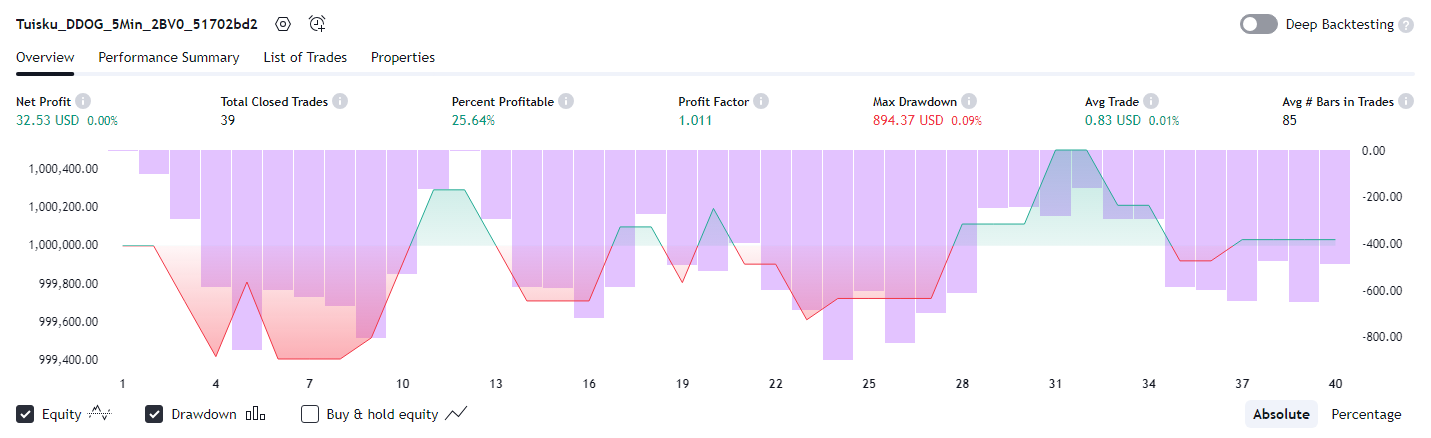 Tuisku_DDOG_5Min_2BV0_51702bd2 Deep Backtesting ?
Overview Performance Summary List of Trades Properties
Net Profit Total Closed Trades Percent Profitable Profit Factor Max Drawdown Avg Trade Avg # Bars in Trades
32.53 USD 0.00% 39 25.64% 1.011 894.37 USD 0.09% 0.83 USD 0.01% 85
0.00
1,000,400.00
-200.00
1,000,200.00
1,000,000.00 -400.00
999,800.00 -600.00
999,600.00
-800.00
999,400.00
1 4 7 10 13 16 19 22 25 28 31 34 37 40
Equity Drawdown Buy & hold equity Absolute Percentage